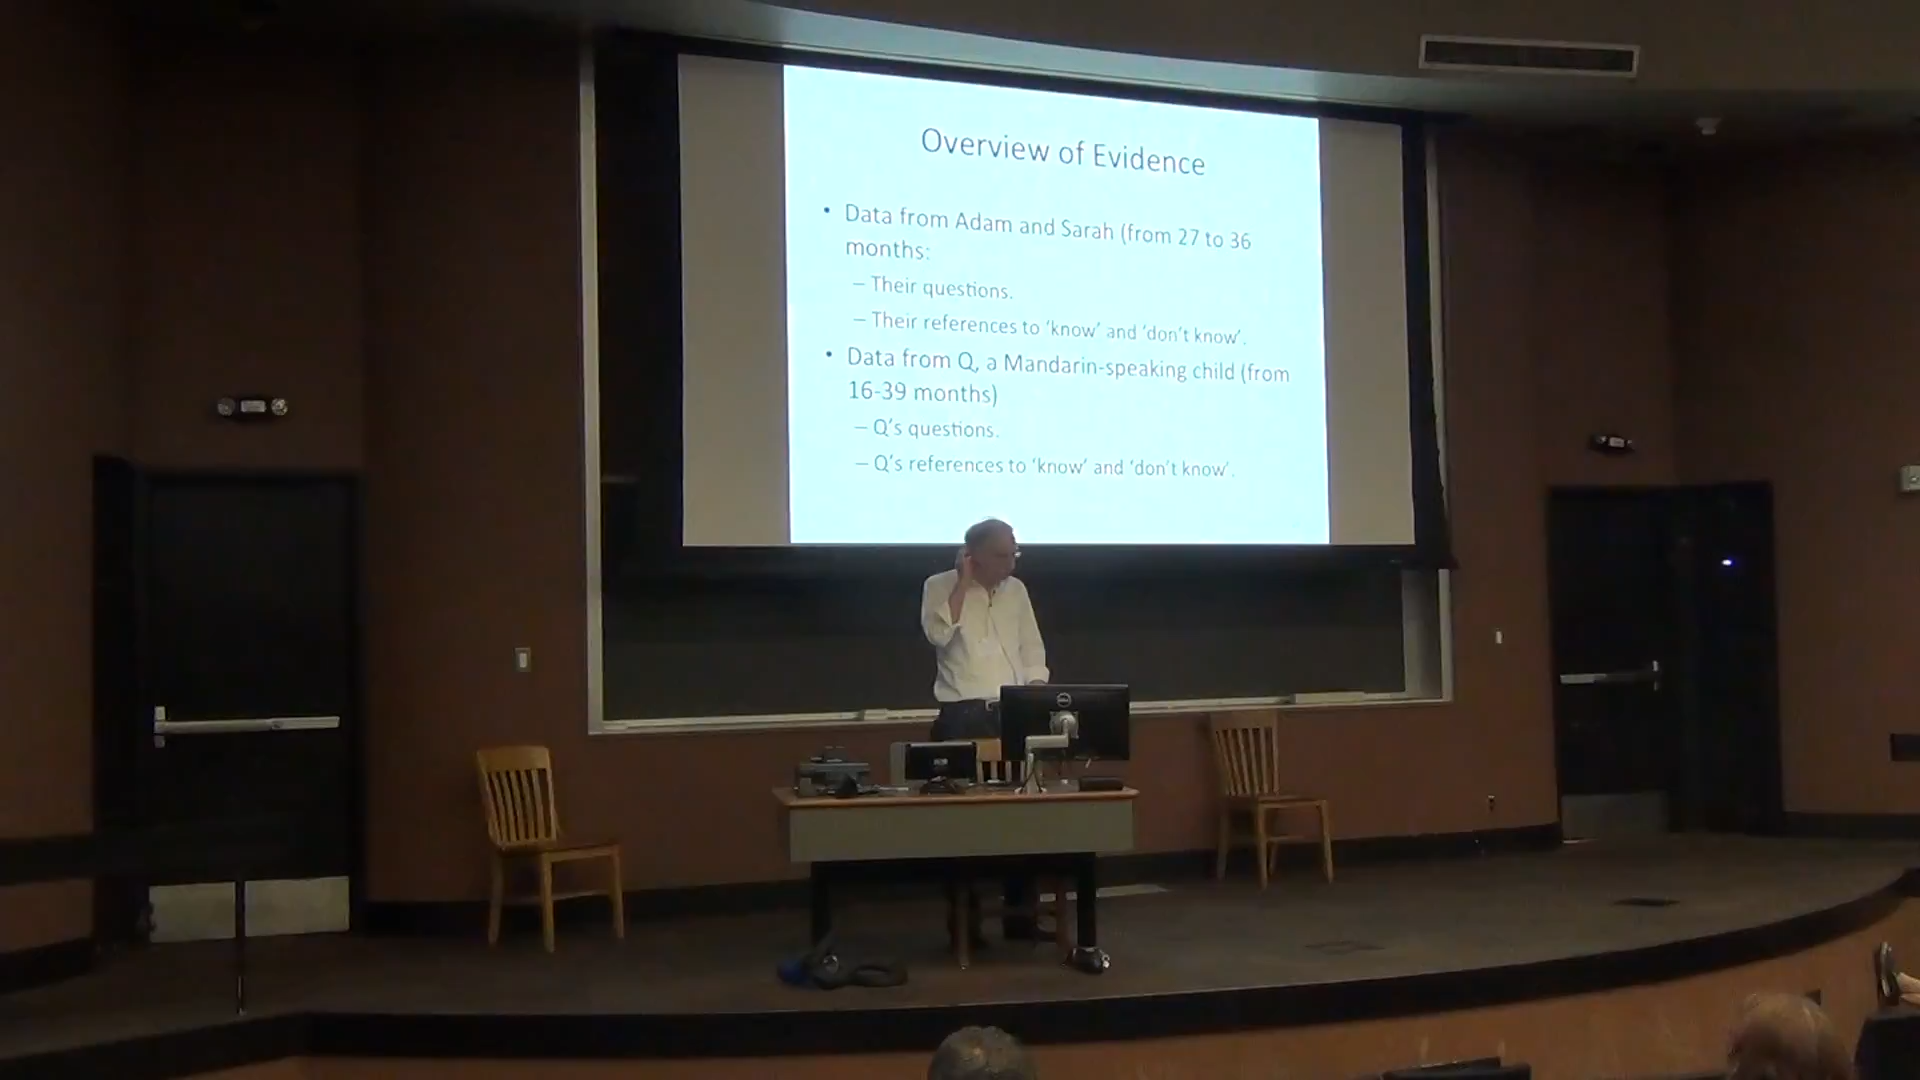 Overview of Evidence
• Data from Adam and Sarah (from 27 to 36
months:
– Their questions.
– Their references to ‘know’ and ‘don’t know’.
• Data from Q, a Mandarin-speaking child (from
16-39 months)
– Q’s questions.
– Q’s references to ‘know’ and ‘don’t know’.